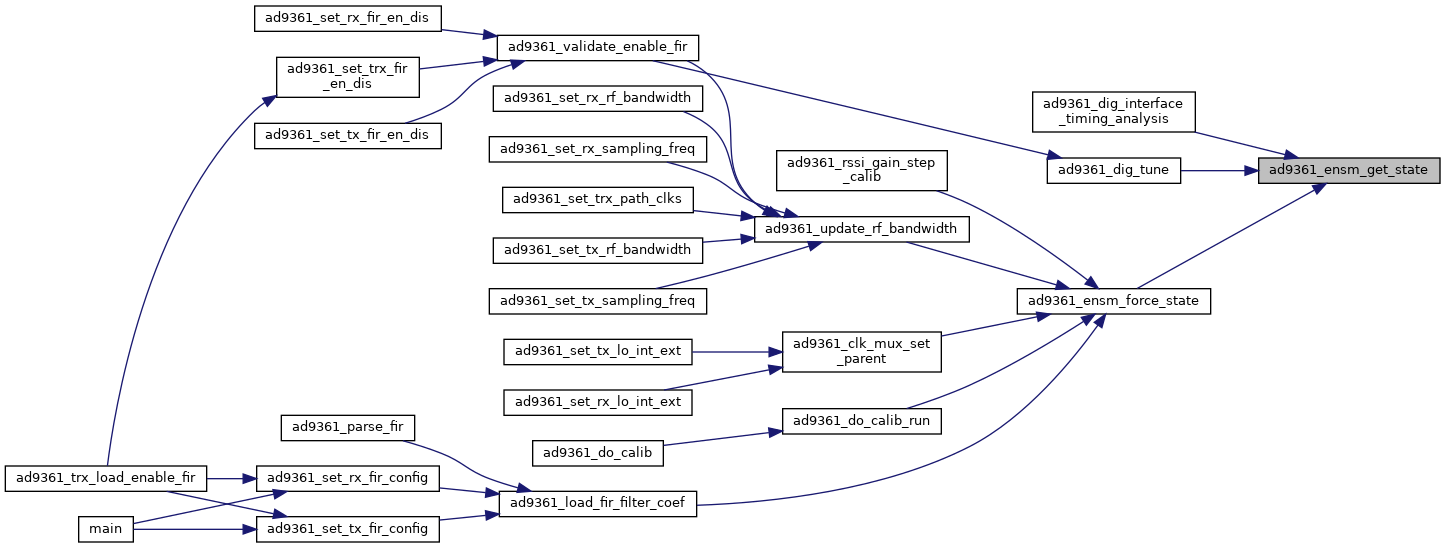 ad9361_set_rx_fir_en_dis
ad9361_validate_enable_fir
ad9361_set_trx_fir
_en_dis
ad9361_set_rx_rf_bandwidth
ad9361_dig_interface
_timing_analysis
ad9361_set_tx_fir_en_dis
ad9361_set_rx_sampling_freq
ad9361_rssi_gain_step
_calib
ad9361_dig_tune
ad9361_ensm_get_state
ad9361_set_trx_path_clks
ad9361_update_rf_bandwidth
ad9361_set_tx_rf_bandwidth
ad9361_set_tx_sampling_freq
ad9361_ensm_force_state
ad9361_set_tx_lo_int_ext
ad9361_clk_mux_set
_parent
ad9361_set_rx_lo_int_ext
ad9361_parse_fir
ad9361_do_calib_run
ad9361_do_calib
ad9361_trx_load_enable_fir
ad9361_set_rx_fir_config
ad9361_load_fir_filter_coef
main
ad9361_set_tx_fir_config